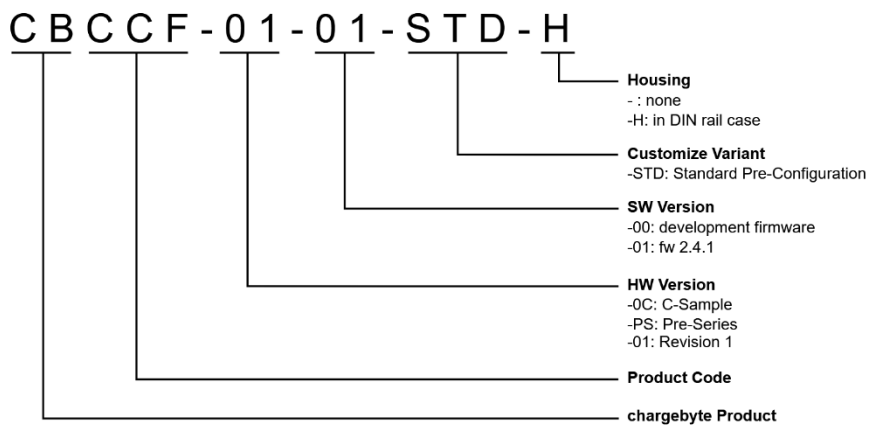 CBCCF-01-01-STD-H
Housing
- : none
-H: in DIN rail case
Customize Variant
-STD: Standard Pre-Configuration
SW Version
-00: development firmware
-01: fw 2.4.1
HW Version
-0C: C-Sample
-PS: Pre-Series
-01: Revision 1
Product Code
chargebyte Product